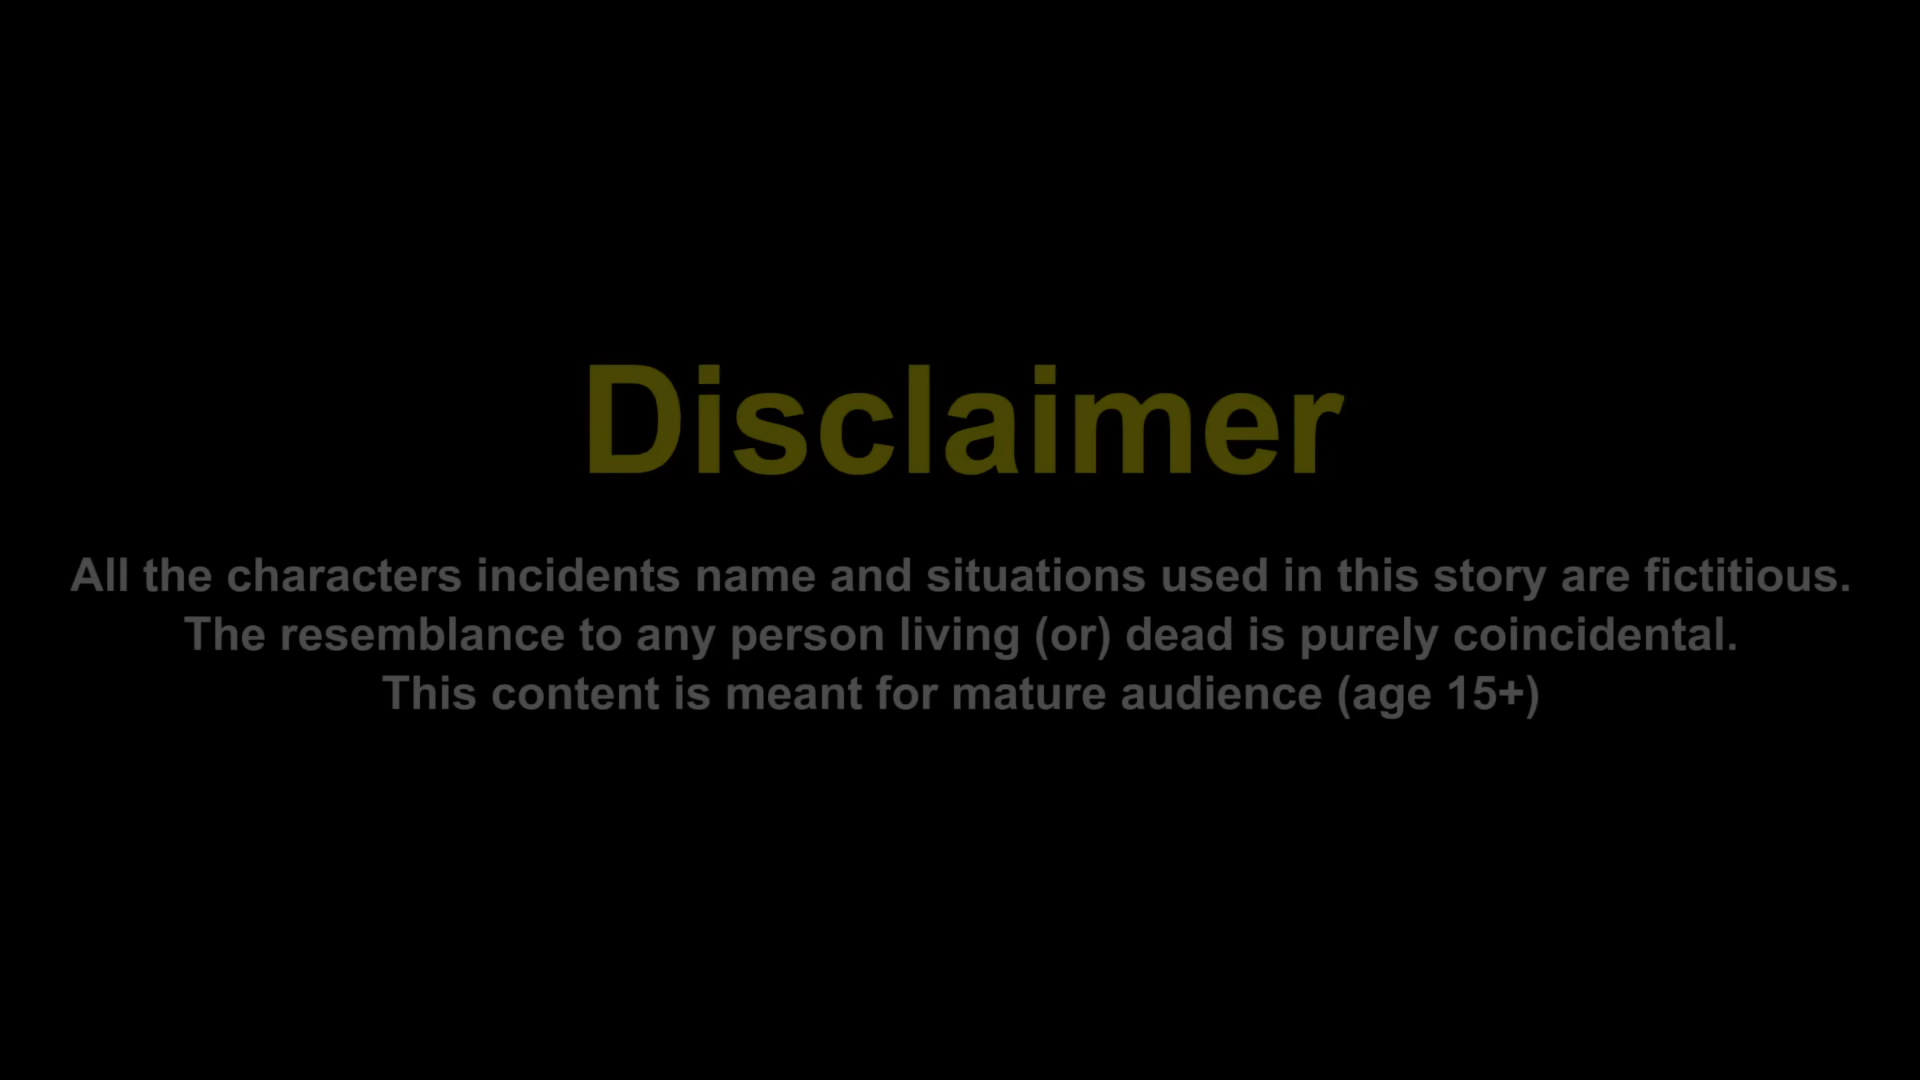 Disclaimer
All the characters incidents name and situations used in this story are fictitious.
The resemblance to any person living (or) dead is purely coincidental.
This content is meant for mature audience (age 15+)